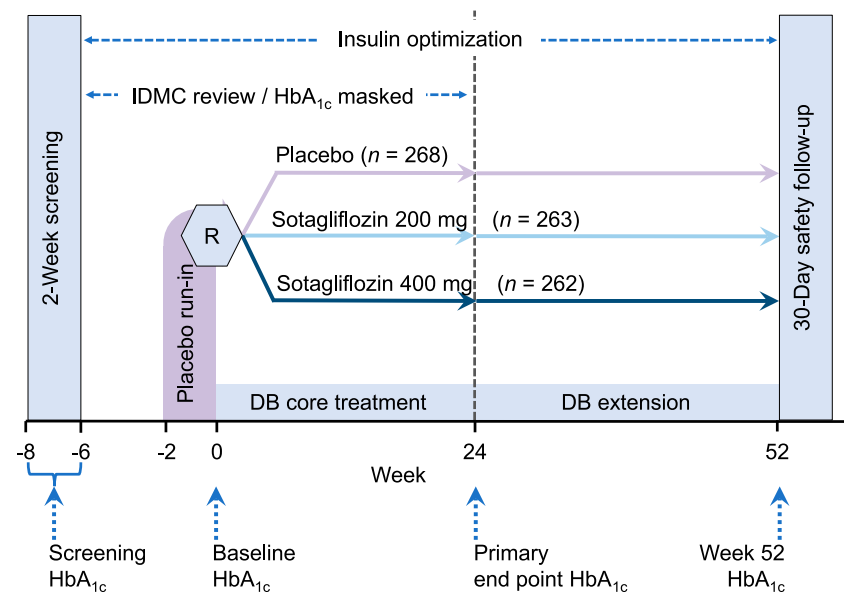 Insulin optimization
IDMC review / HbA1c masked
2-Week screening
Placebo run-in
R
Placebo (n = 268)
Sotagliflozin 200 mg (n = 263)
Sotagliflozin 400 mg (n = 262)
30-Day safety follow-up
DB core treatment
DB extension
-8 -6 -2 0 24 52
Week
Screening
HbA1c
Baseline
HbA1c
Primary
end point HbA1c
Week 52
HbA1c